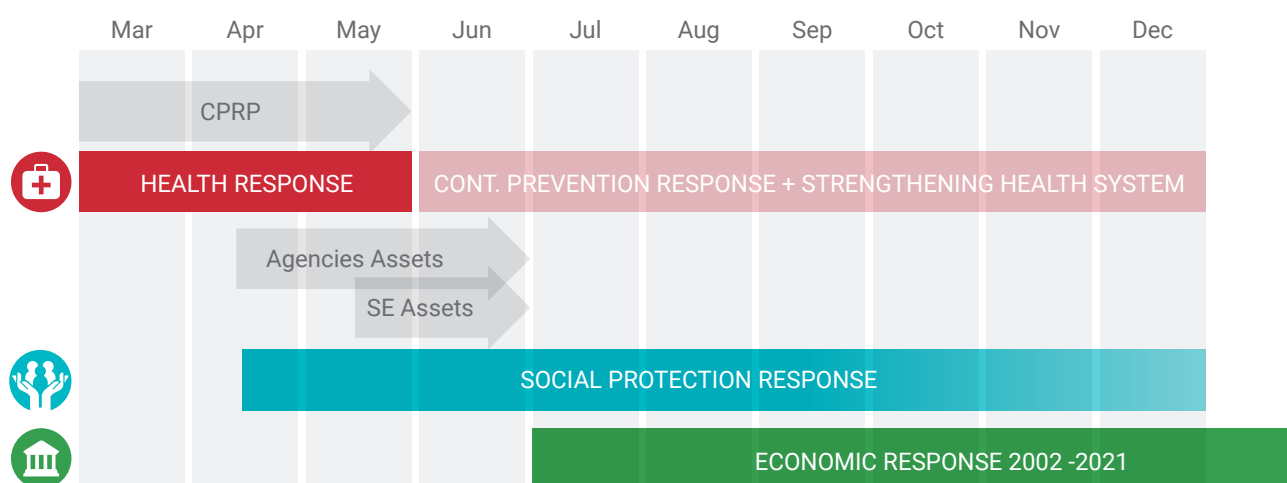 Mar Apr May Jun Jul Aug Sep Oct Nov Dec
CPRP
HEALTH RESPONSE CONT. PREVENTION RESPONSE + STRENGTHENING HEALTH SYSTEM
Agencies Assets
SE Assets
SOCIAL PROTECTION RESPONSE
ECONOMIC RESPONSE 2002 -2021